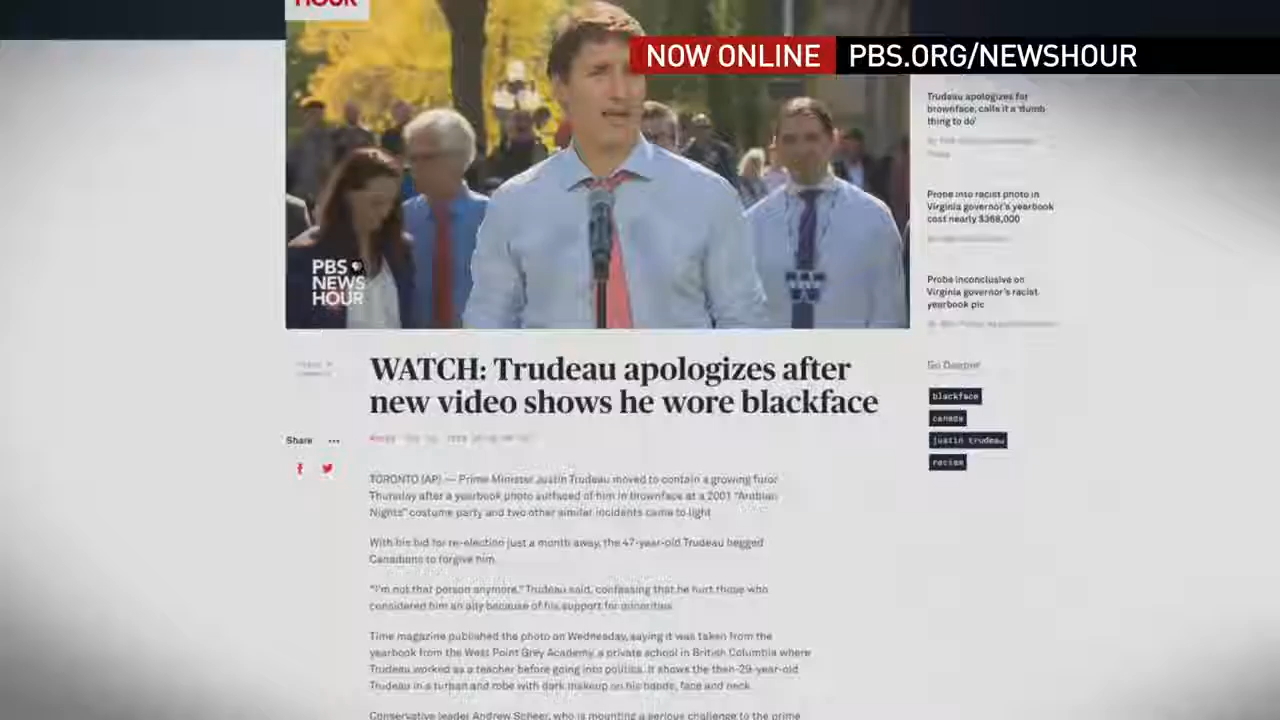 HOUR
NOW ONLINE
PBS.ORG/NEWSHOUR
PBS
NEWS
HOUR
WATCH: Trudeau apologizes after
new video shows he wore blackface
Share ...
TORONTO (AP) — Prime Minister Justin Trudeau moved to contain a growing furor
Thursday after a yearbook photo surfaced of him in brownface at a 2001 "Arabian
Nights" costume party and two other similar incidents came to light
With his bid for re-election just a month away, the 47-year-old Trudeau begged
Canadians to forgive him.
"I'm not that person anymore," Trudeau said, confessing that he hurt those who
considered him an ally because of his support for minorities.
Time magazine published the photo on Wednesday, saying it was taken from the
yearbook from the West Point Grey Academy, a private school in British Columbia where
Trudeau worked as a teacher before going into politics. It shows the then-29-year-old
Trudeau in a turban and robe with dark makeup on his hands, face and neck.
Conservative leader Andrew Scheer, who is mounting a serious challenge to the prime
Trudeau apologizes for
brownface, calls it a 'dumb
thing to do'
Probe into racist photo in
Virginia governor's yearbook
cost nearly $368,000
Probe inconclusive on
Virginia governor's racist
yearbook pic
Go Deeper
blackface
canada
justin trudeau
racism